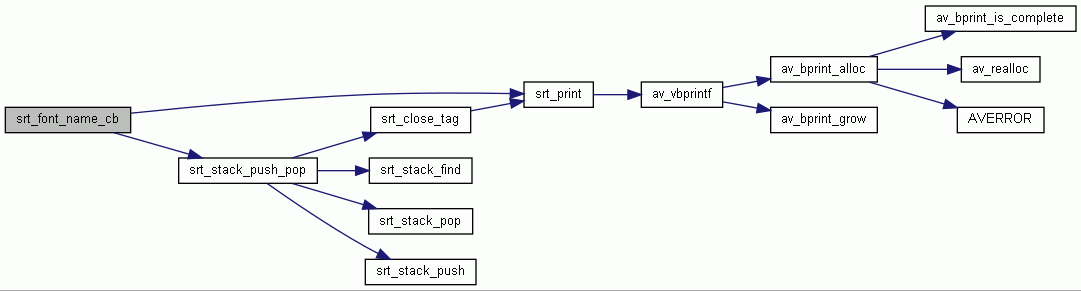 av_bprint_is_complete
av_bprint_alloc
av_realloc
srt_print
av_vbprintf
srt_font_name_cb
srt_close_tag
av_bprint_grow
AVERROR
srt_stack_push_pop
srt_stack_find
srt_stack_pop
srt_stack_push